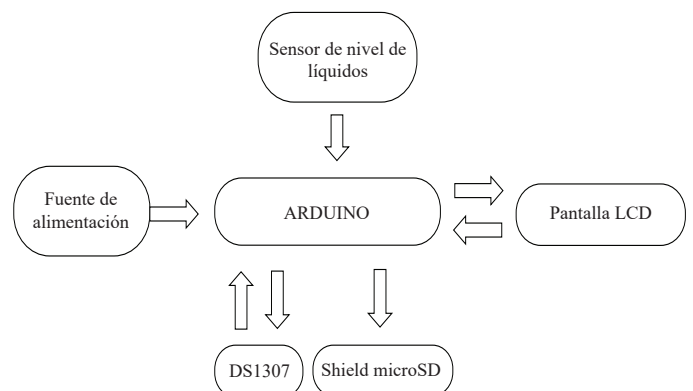 Sensor de nivel de
líquidos
Fuente de
alimentación
ARDUINO
Pantalla LCD
DS1307
Shield microSD